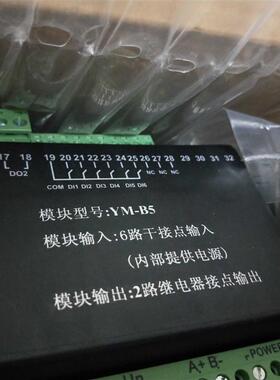 17 18 19 20 21 22 23 24 25 26 27 28 29 30 31 32
DO2 COM DI1 DI2 DI3 DI4 DI5 DI6 NC NC NC
模块型号:YM-B5
模块输入:6路干接点输入
(内部提供电源)
模块输出:2路继电器接点输出
A+ B- POWER